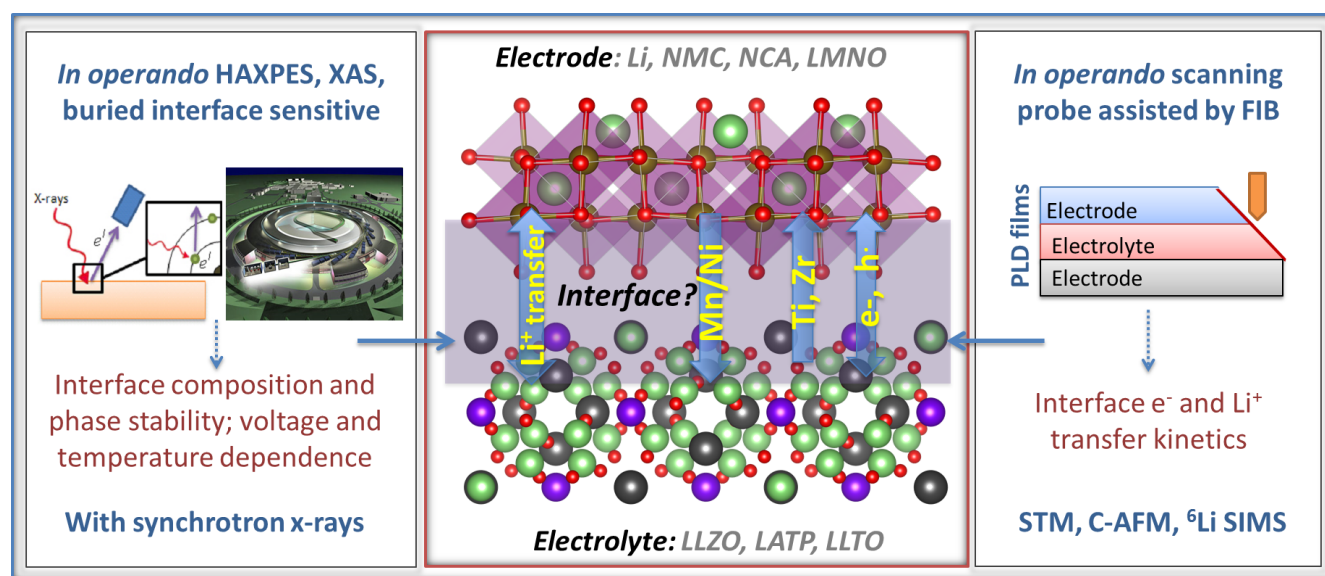 In operando HAXPES, XAS,
buried interface sensitive
X-rays
e^l
e^l
Interface composition and
phase stability; voltage and
temperature dependence
With synchrotron x-rays
Electrode: Li, NMC, NCA, LMNO
Interface?
Li⁺ transfer
Mn/Ni
Ti, Zr
e-, h·
Electrolyte: LLZO, LATP, LLTO
In operando scanning
probe assisted by FIB
PLD films
Electrode
Electrolyte
Electrode
Interface e⁻ and Li⁺
transfer kinetics
STM, C-AFM, ⁶Li SIMS